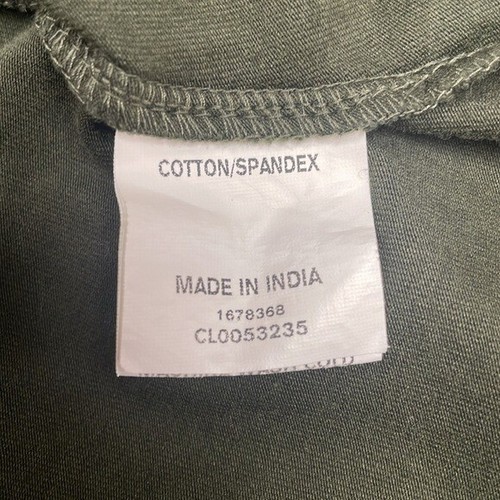 COTTON/SPANDEX
MADE IN INDIA
1678368
CL0053235